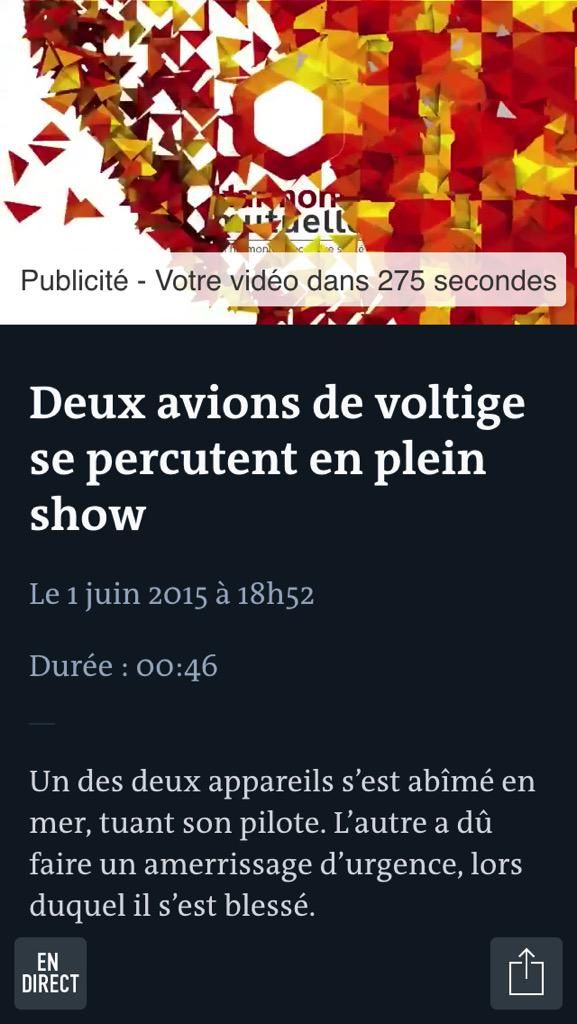 mutuelle
Publicité - Votre vidéo dans 275 secondes
Deux avions de voltige
se percutent en plein
show
Le 1 juin 2015 à 18h52
Durée : 00:46
Un des deux appareils s’est abîmé en
mer, tuant son pilote. L’autre a dû
faire un amerrissage d’urgence, lors
duquel il s’est blessé.
EN
DIRECT